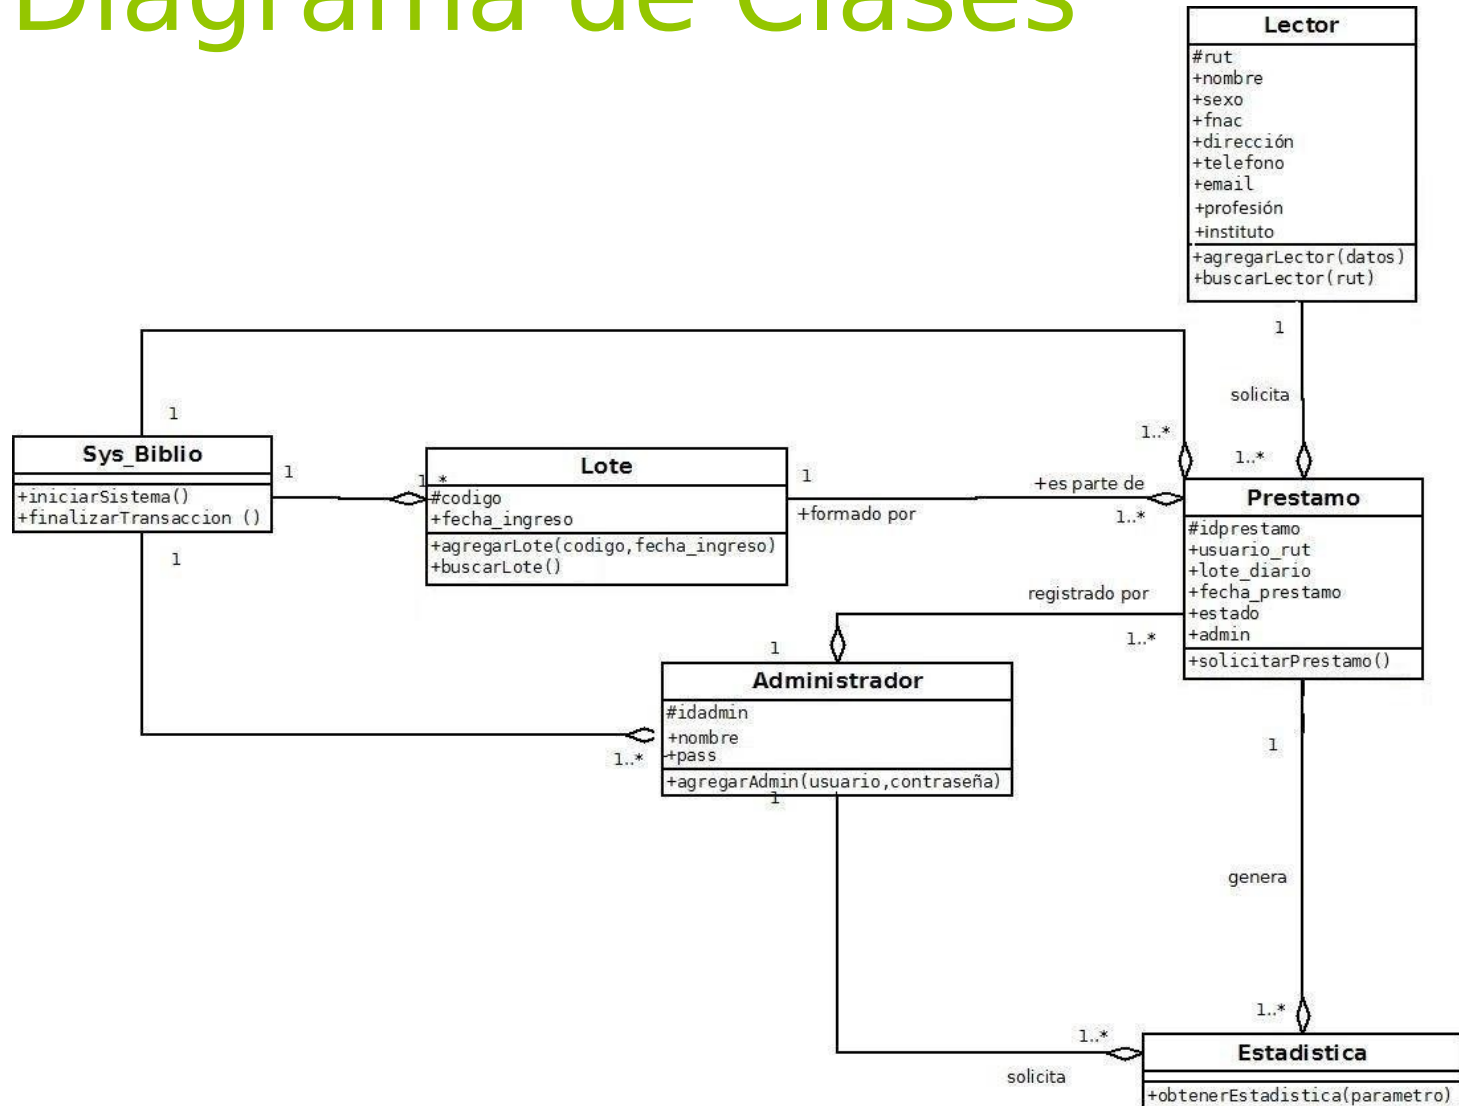 Diagrama de Clases
Lector
#rut
+nombre
+sexo
+fnac
+dirección
+telefono
+email
+profesión
+instituto
+agregarLector(datos)
+buscarLector(rut)
1
solicita
1..*
1..*
1
Sys_Biblio
+iniciarSistema()
+finalizarTransaccion ()
1
1
1 *
Lote
#codigo
+fecha_ingreso
+agregarLote(codigo,fecha_ingreso)
+buscarLote()
1
+formado por
+es parte de
1..*
Prestamo
#idprestamo
+usuario_rut
+lote_diario
+fecha_prestamo
+estado
+admin
+solicitarPrestamo()
registrado por
1..*
1
Administrador
#idadmin
+nombre
+pass
+agregarAdmin(usuario,contraseña)
1..*
1
1
genera
1..*
1..*
solicita
Estadistica
+obtenerEstadistica(parametro)